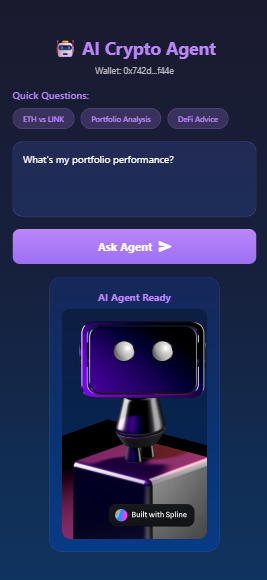 AI Crypto Agent
Wallet: 0x742d...f44e
Quick Questions:
ETH vs LINK
Portfolio Analysis
DeFi Advice
What's my portfolio performance?
Ask Agent
AI Agent Ready
Built with Spline